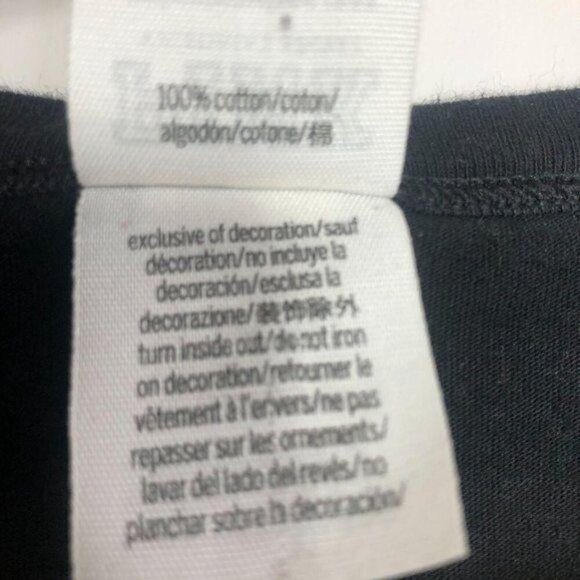 100% cotton/coton/
algodón/cotone/棉
exclusive of decoration/sauf
décoration/no incluye la
decoración/esclusa la
decorazione/装饰除外
turn inside out/do not iron
on decoration/retourner le
vêtement à l'envers/ne pas
repasser sur les ornements/
lavar del lado del revés/no
planchar sobre la decoración/